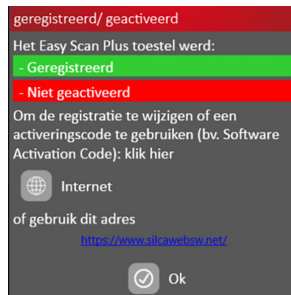 geregistreerd/ geactiveerd
Het Easy Scan Plus toestel werd:
- Geregistreerd
- Niet geactiveerd
Om de registratie te wijzigen of een
activeringscode te gebruiken (bv. Software
Activation Code): klik hier
Internet
of gebruik dit adres
https://www.silcawebsw.net/
Ok